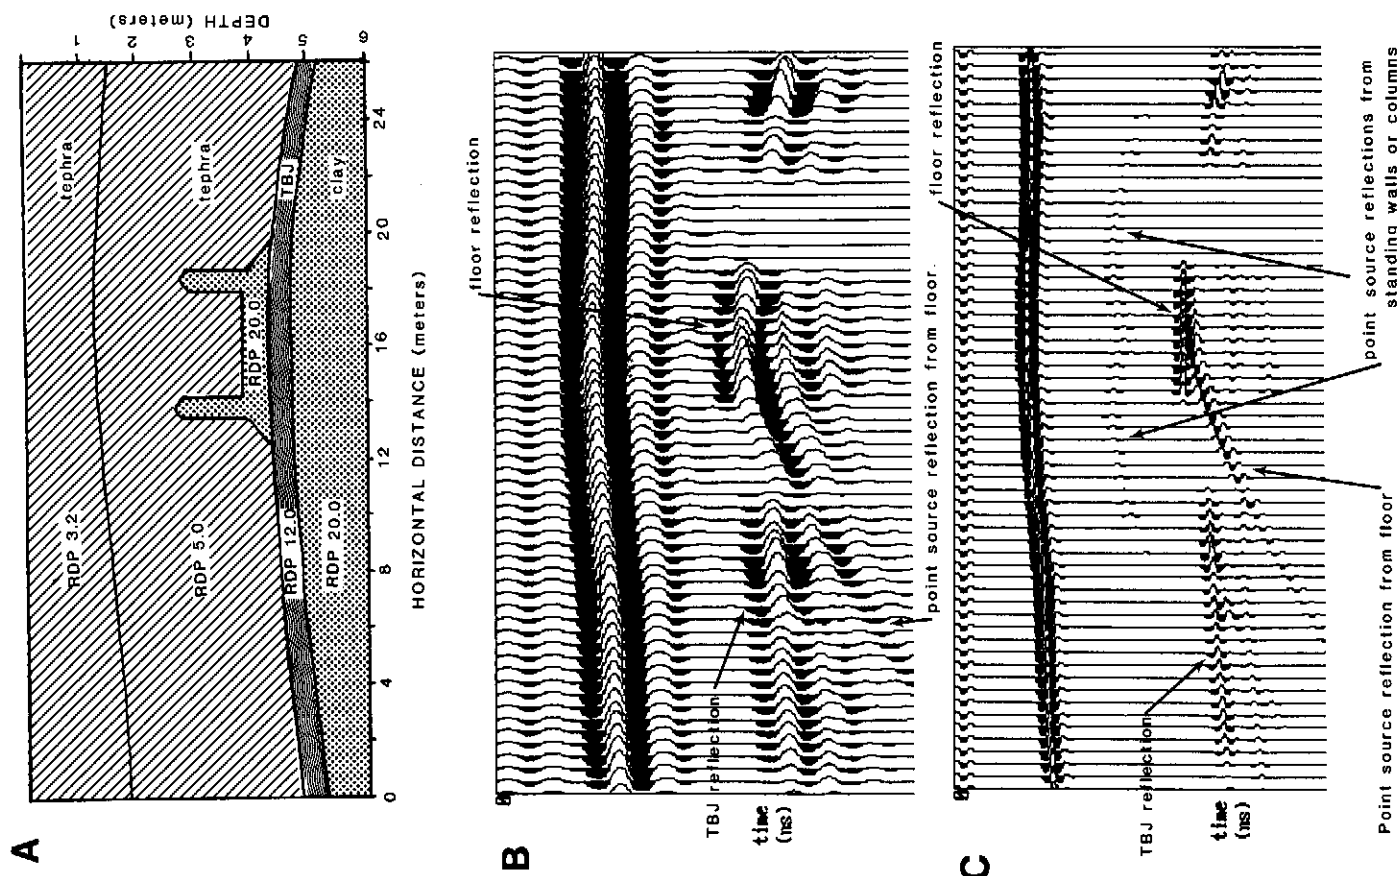 A
DEPTH (meters)
1
2
3
4
5
6
tephra
tephra
TBJ
clay
RDP 3.2
RDP 5.0
RDP 20.0
RDP 12.0
RDP 20.0
0
4
8
12
16
20
24
HORIZONTAL DISTANCE (meters)
B
floor reflection
TBJ reflection
point source reflection from floor.
0
time
(ns)
C
floor reflection
TBJ reflection
point source reflections from
standing walls or columns
Point source reflection from floor
0
time
(ns)